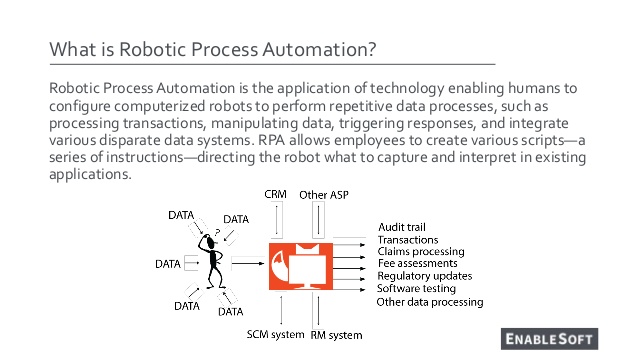 What is Robotic Process Automation?
Robotic Process Automation is the application of technology enabling humans to
configure computerized robots to perform repetitive data processes, such as
processing transactions, manipulating data, triggering responses, and integrate
various disparate data systems. RPA allows employees to create various scripts—a
series of instructions—directing the robot what to capture and interpret in existing
applications.
CRM Other ASP
DATA
DATA
?
DATA
DATA
DATA
Audit trail
Transactions
Claims processing
Fee assessments
Regulatory updates
Software testing
Other data processing
SCM system RM system
ENABLESOFT